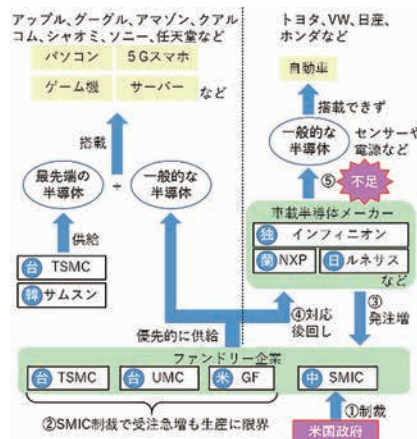 アップル、グーグル、アマゾン、クアル
コム、シャオミ、ソニー、任天堂など
パソコン
5Gスマホ
ゲーム機
サーバー
など
搭載
最先端の
半導体
+
一般的な
半導体
供給
台 TSMC
韓 サムスン
優先的に供給
トヨタ、VW、日産、
ホンダなど
自動車
搭載できず
一般的な
半導体
センサーや
電源など
⑤
不足
車載半導体メーカー
独 インフィニオン
蘭 NXP
日 ルネサス
など
④対応
後回し
③
発注増
ファンドリー企業
台 TSMC
台 UMC
米 GF
中 SMIC
②SMIC制裁で受注急増も生産に限界
①制裁
米国政府